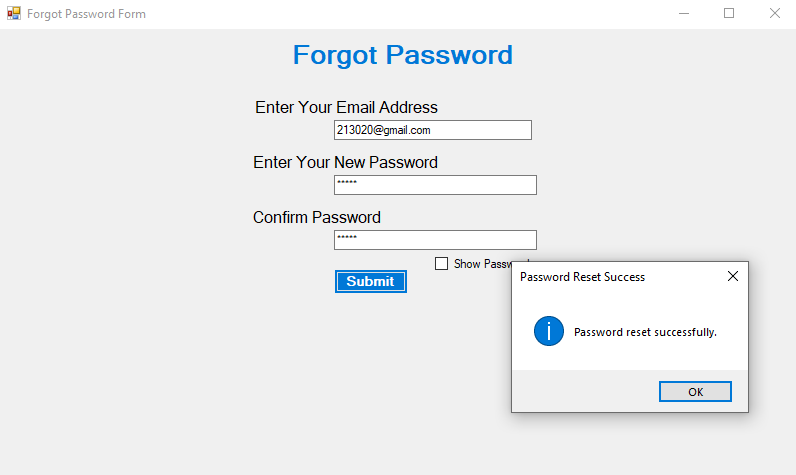 Forgot Password Form
Forgot Password
Enter Your Email Address
213020@gmail.com
Enter Your New Password
*****
Confirm Password
*****
Show Passw
Submit
Password Reset Success
i
Password reset successfully.
OK